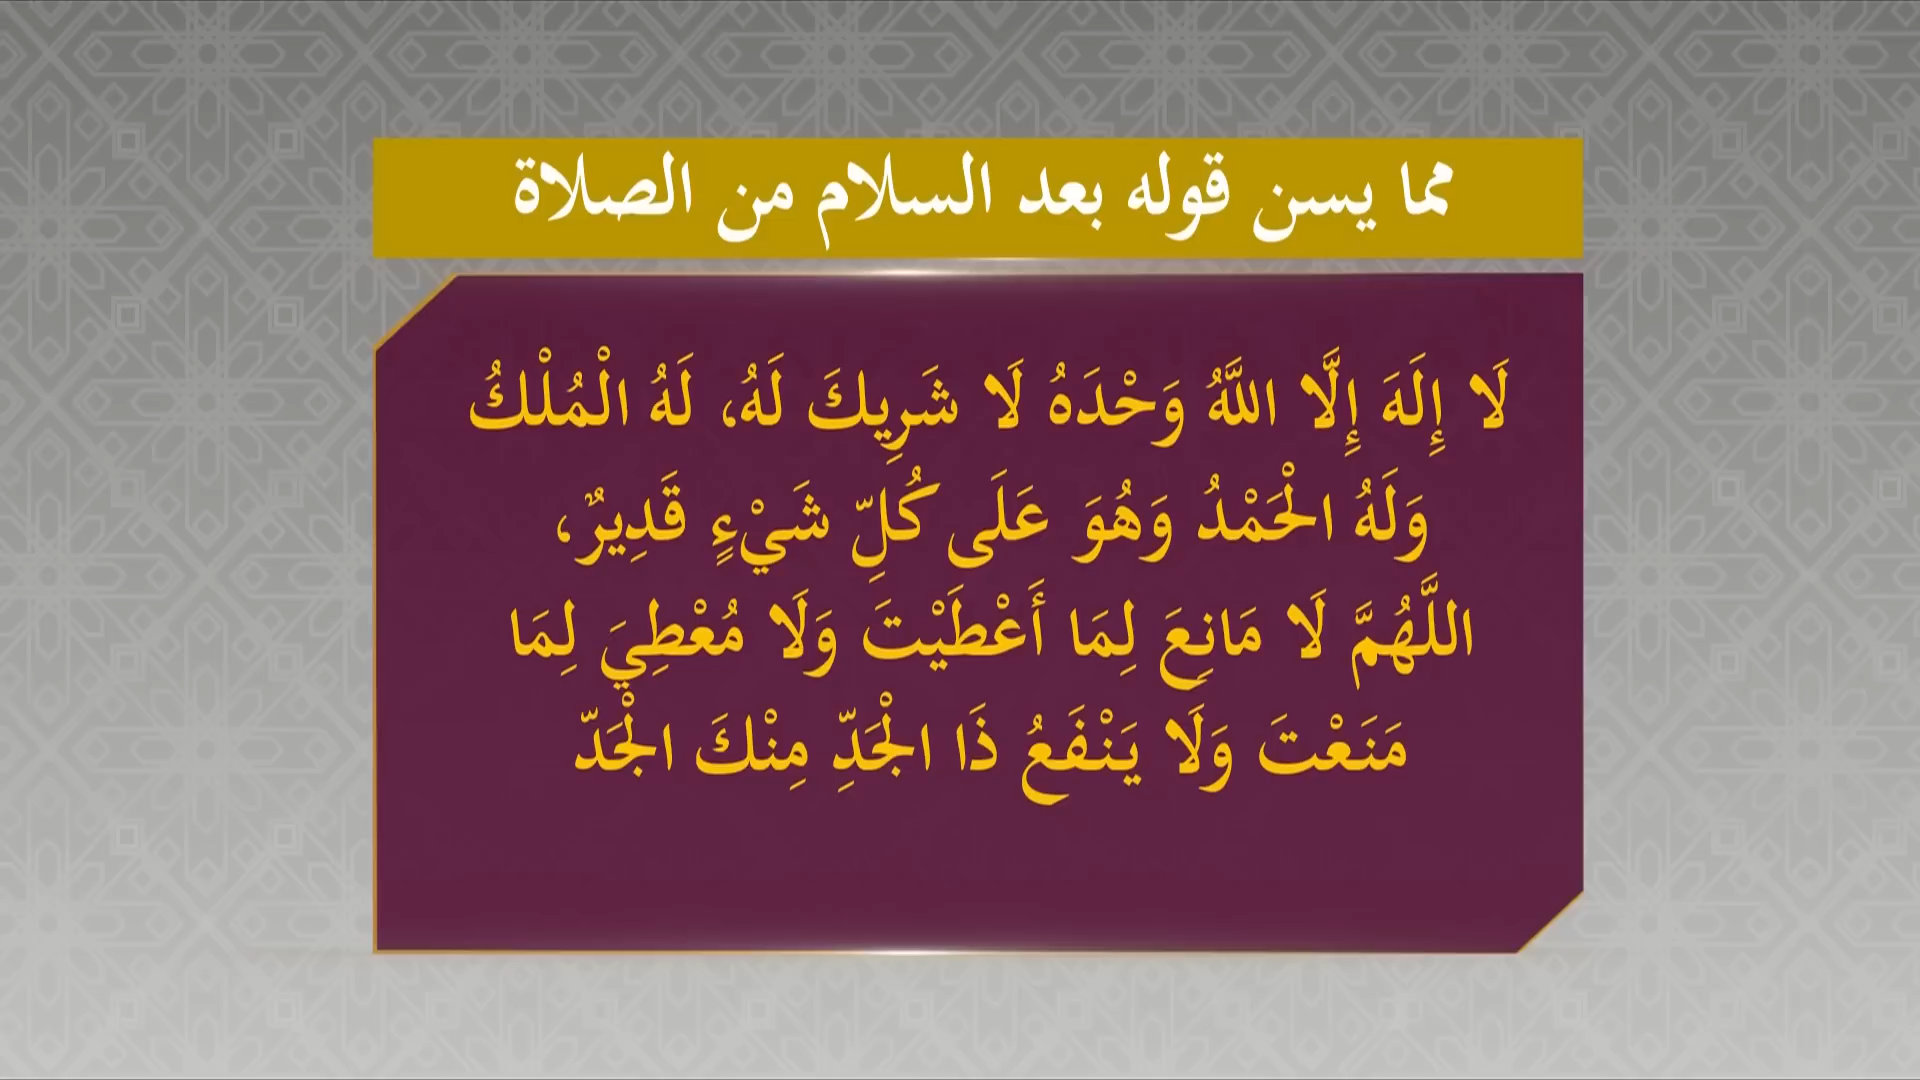 مما يسن قوله بعد السلام من الصلاة
لَا إِلَهَ إِلَّا اللَّهُ وَحْدَهُ لَا شَرِيكَ لَهُ، لَهُ الْمُلْكُ
وَلَهُ الْحَمْدُ وَهُوَ عَلَى كُلِّ شَيْءٍ قَدِيرٌ،
اللَّهُمَّ لَا مَانِعَ لِمَا أَعْطَيْتَ وَلَا مُعْطِيَ لِمَا
مَنَعْتَ وَلَا يَنْفَعُ ذَا الْجَدِّ مِنْكَ الْجَدّ